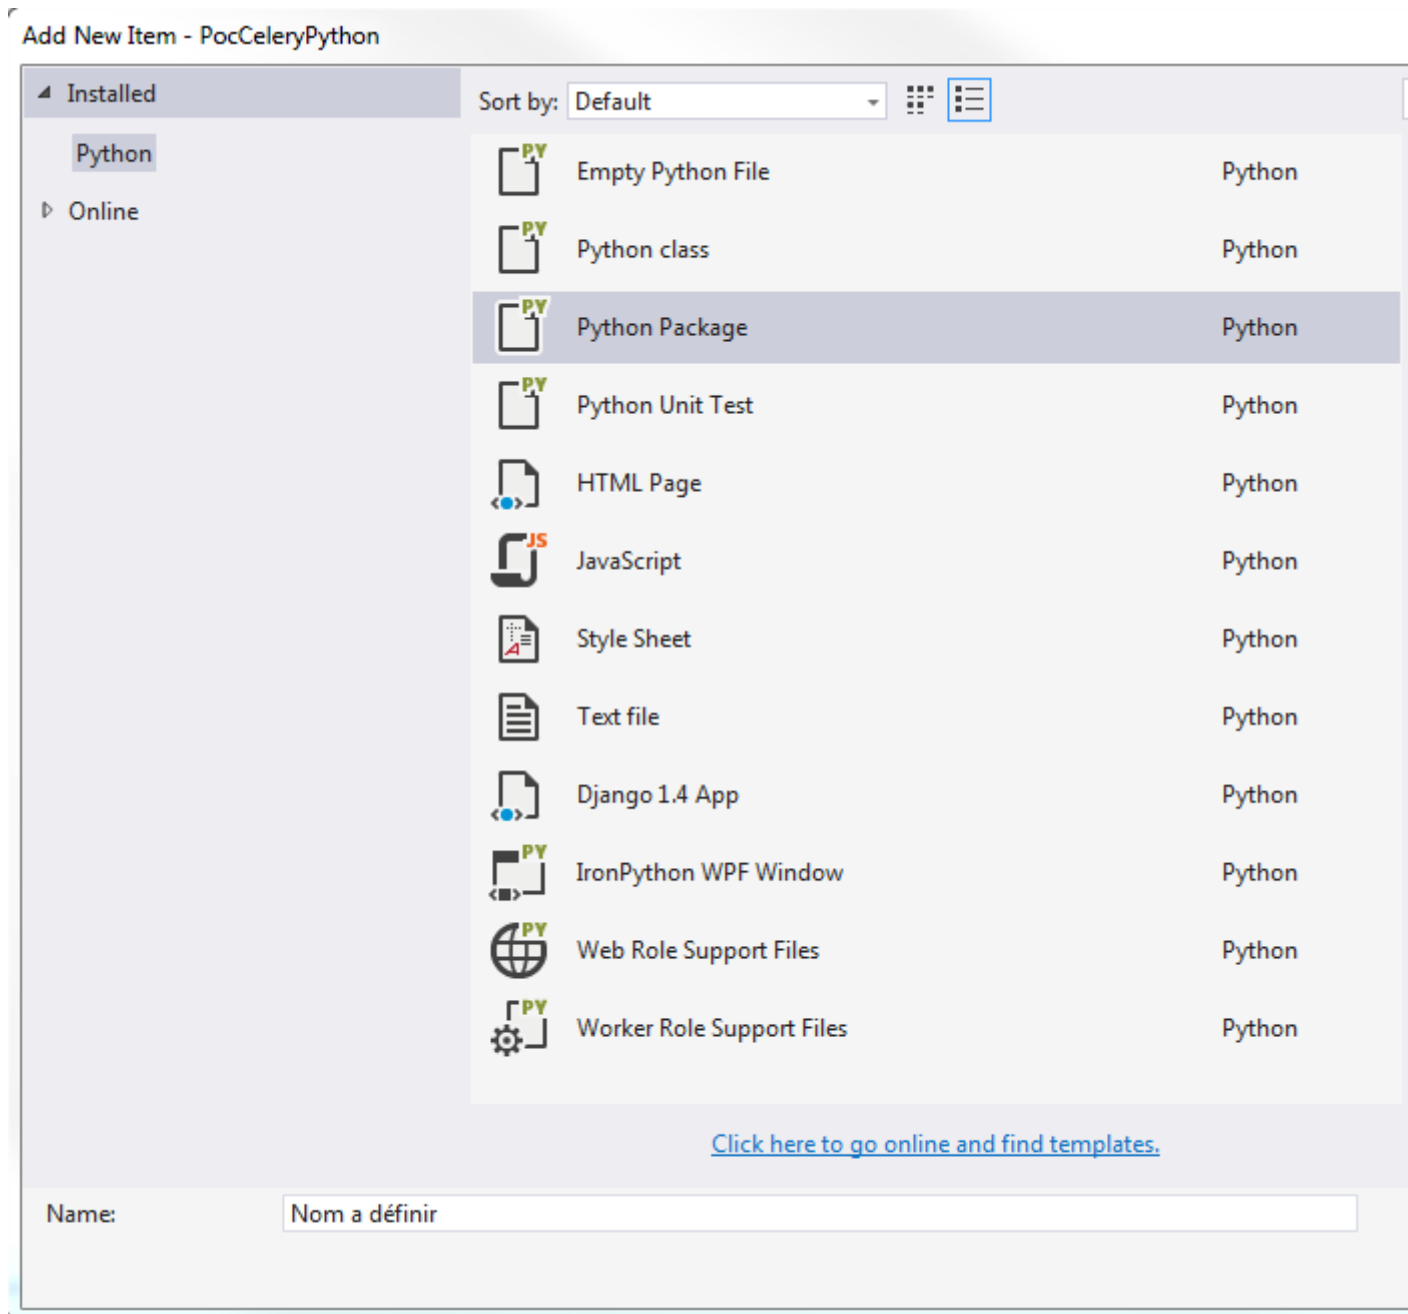 Add New Item - PocCeleryPython
Installed
Python
Online
Sort by: Default
PY Empty Python File Python
PY Python class Python
PY Python Package Python
PY Python Unit Test Python
HTML Page Python
JS JavaScript Python
Style Sheet Python
Text file Python
Django 1.4 App Python
PY IronPython WPF Window Python
PY Web Role Support Files Python
PY Worker Role Support Files Python
Click here to go online and find templates.
Name: Nom a définir